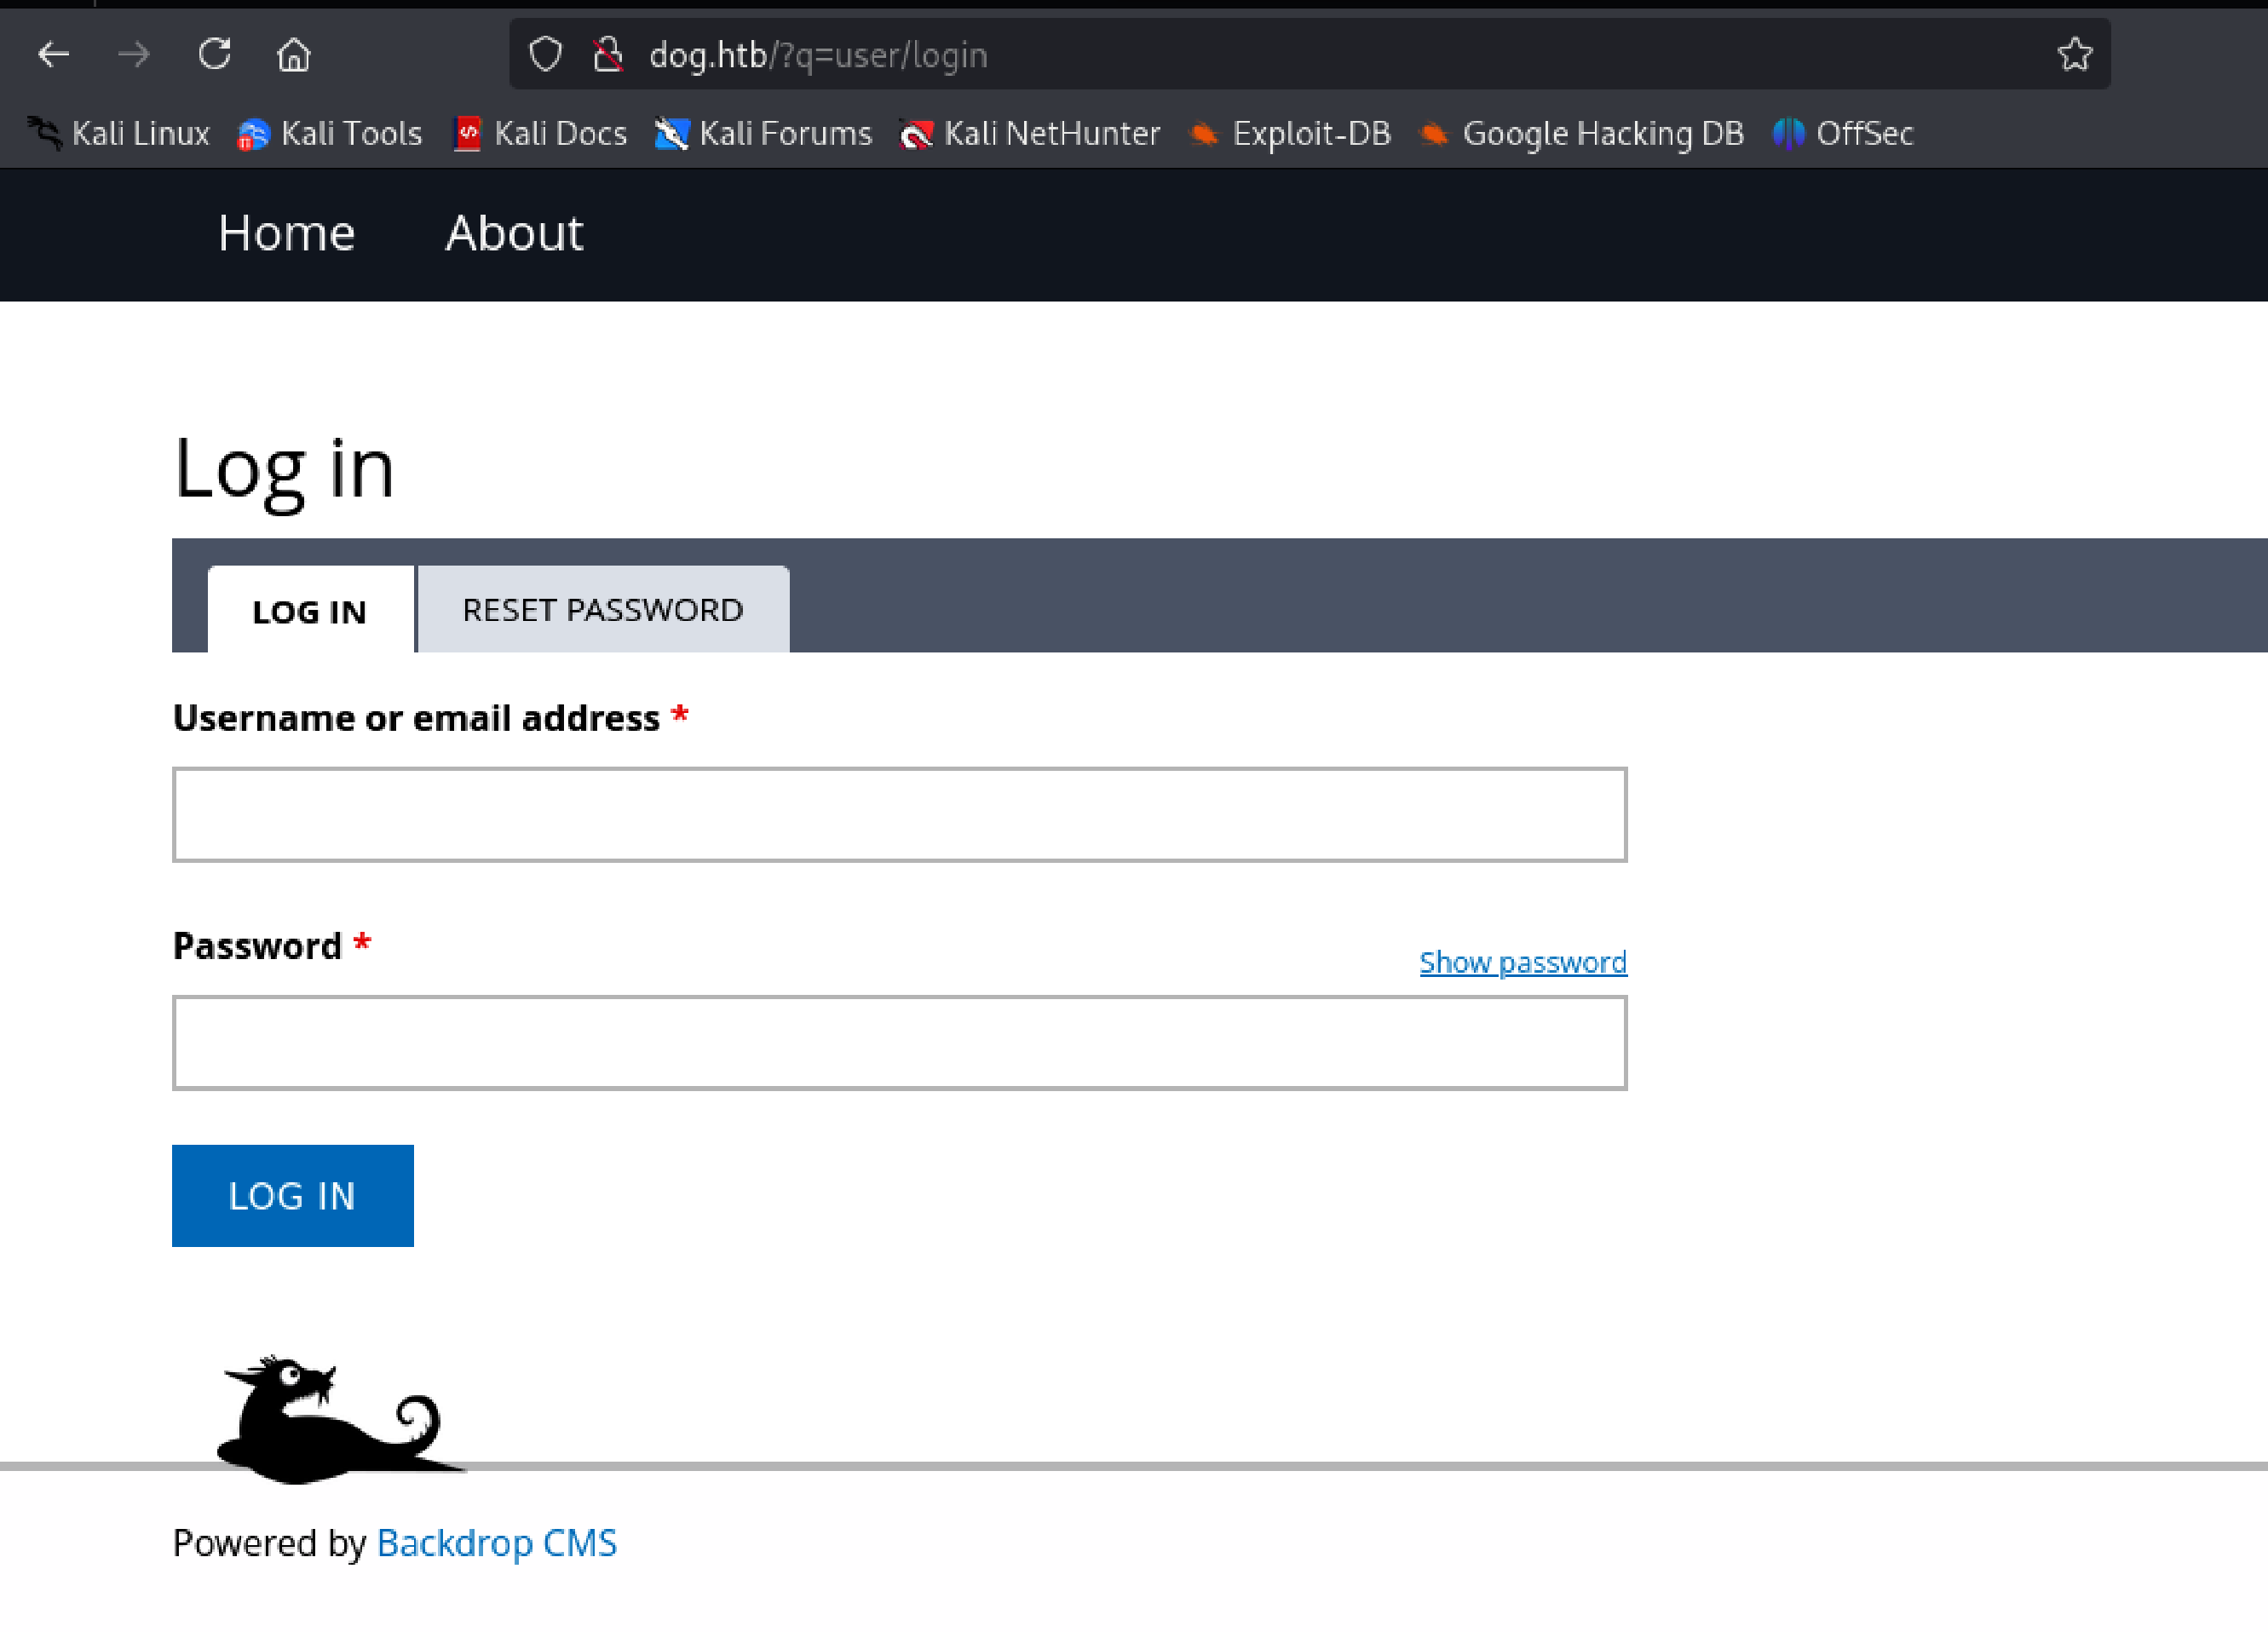 dog.htb/?q=user/login
Kali Linux Kali Tools Kali Docs Kali Forums Kali NetHunter Exploit-DB Google Hacking DB OffSec
Home About
Log in
LOG IN RESET PASSWORD
Username or email address *
Password *
Show password
LOG IN
Powered by Backdrop CMS